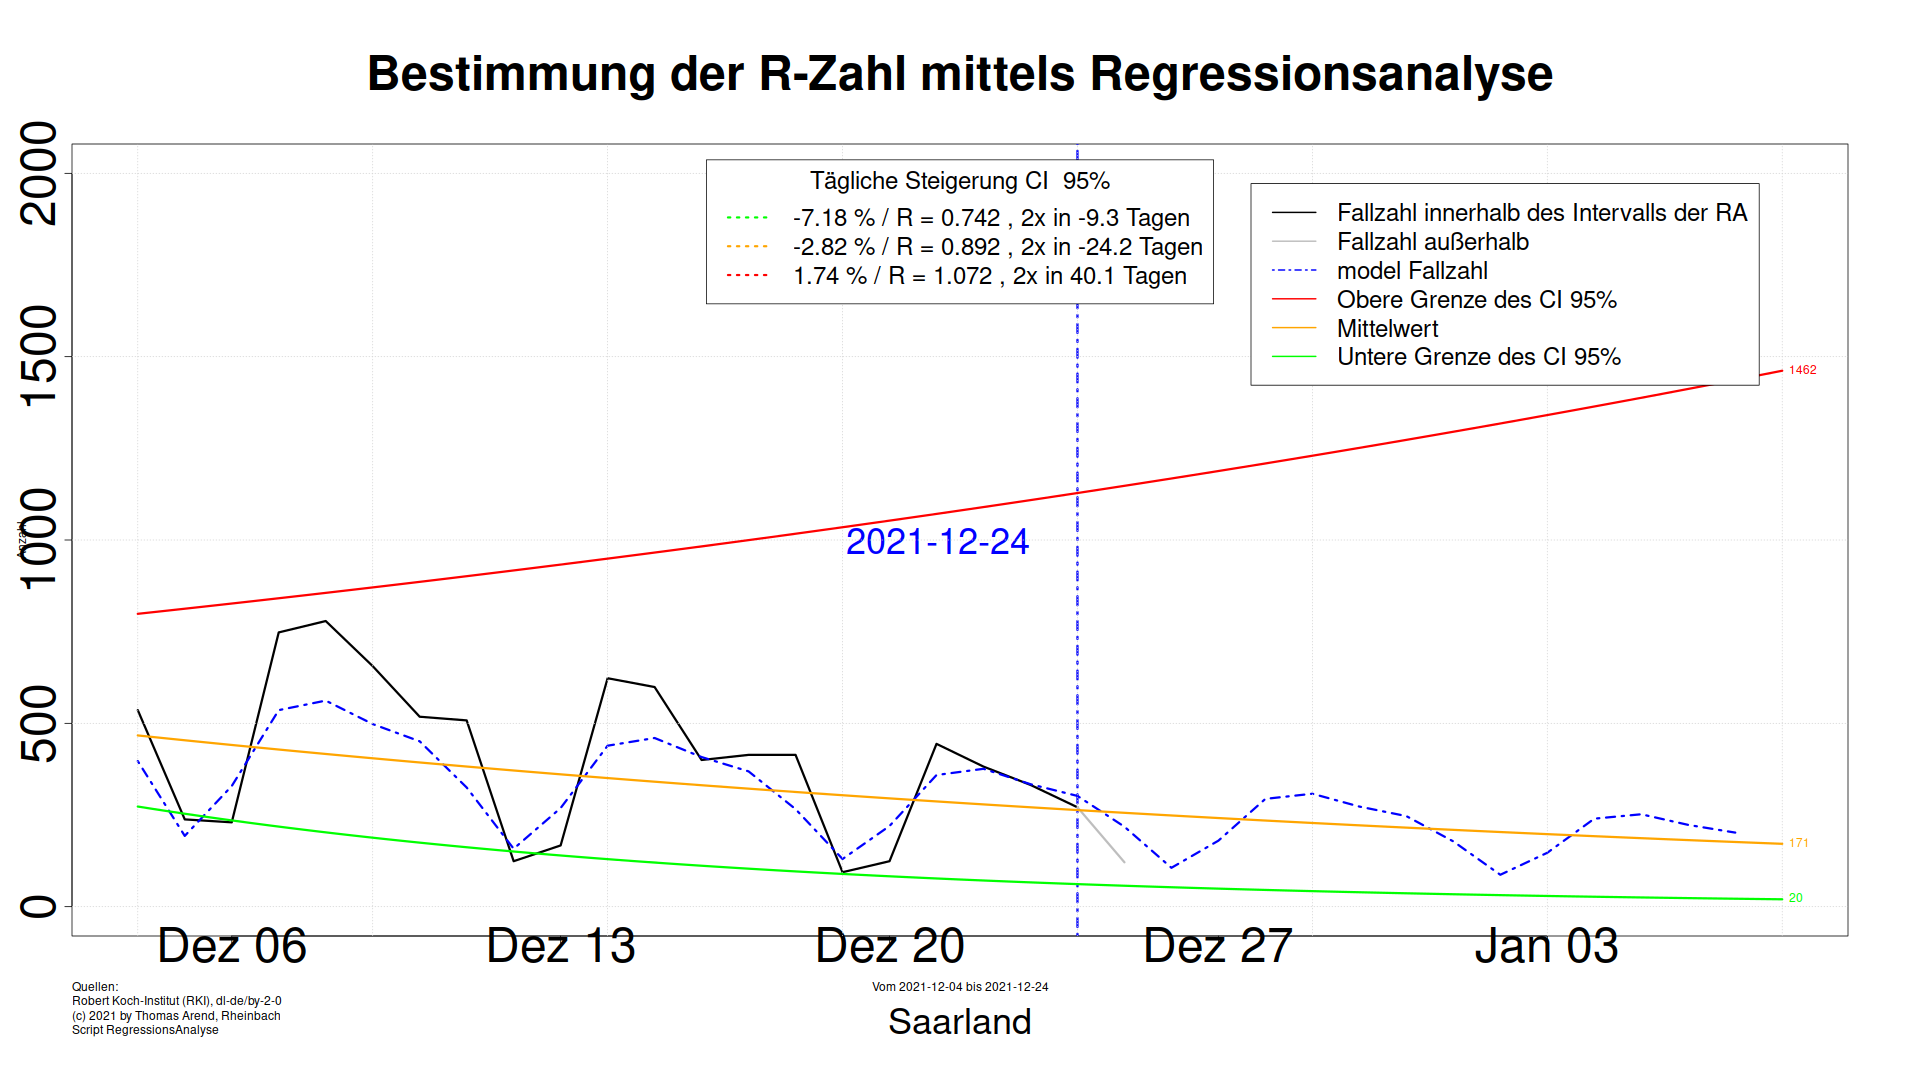 Bestimmung der R-Zahl mittels Regressionsanalyse
Anzahl
2000
1500
1000
500
0
Tägliche Steigerung CI  95%
-7.18 % / R = 0.742 , 2x in -9.3 Tagen
-2.82 % / R = 0.892 , 2x in -24.2 Tagen
1.74 % / R = 1.072 , 2x in 40.1 Tagen
Fallzahl innerhalb des Intervalls der RA
Fallzahl außerhalb
model Fallzahl
Obere Grenze des CI 95%
Mittelwert
Untere Grenze des CI 95%
1462
2021-12-24
171
20
Dez 06 Dez 13 Dez 20 Dez 27 Jan 03
Quellen:
Robert Koch-Institut (RKI), dl-de/by-2-0
(c) 2021 by Thomas Arend, Rheinbach
Script RegressionsAnalyse
Vom 2021-12-04 bis 2021-12-24
Saarland